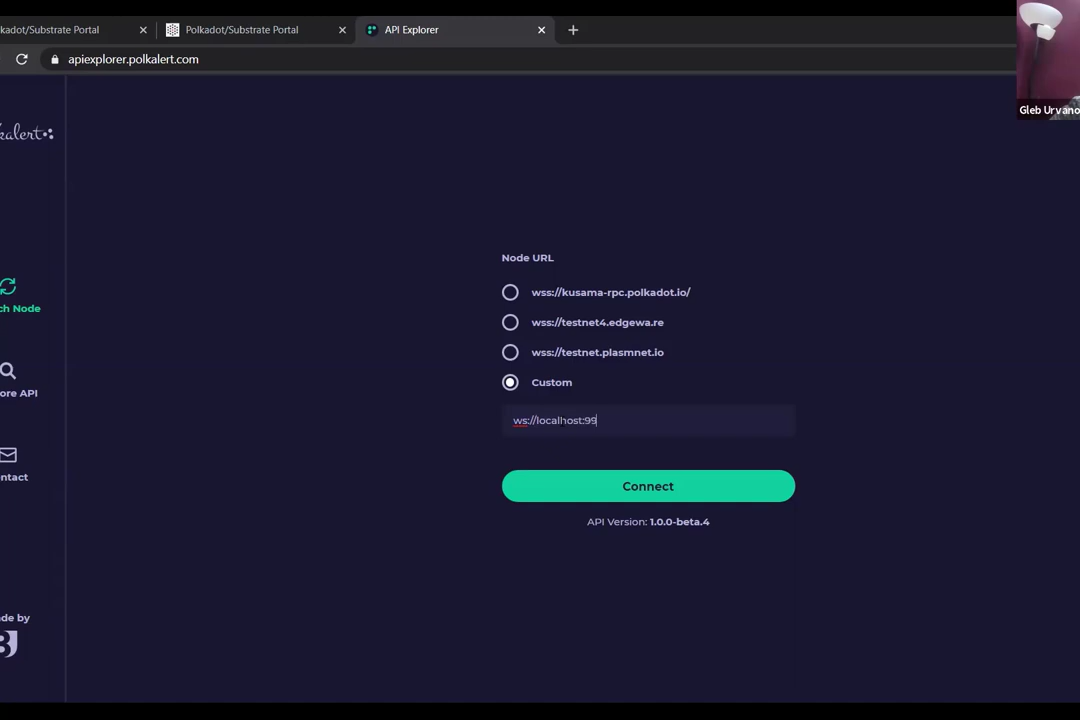 kadot/Substrate Portal
Polkadot/Substrate Portal
API Explorer
apiexplorer.polkalert.com
Gleb Urvano
kalert
Node URL
wss://kusama-rpc.polkadot.io/
wss://testnet4.edgewa.re
wss://testnet.plasmnet.io
Custom
ws://localhost:99
Connect
API Version: 1.0.0-beta.4
ch Node
ore API
ntact
de by